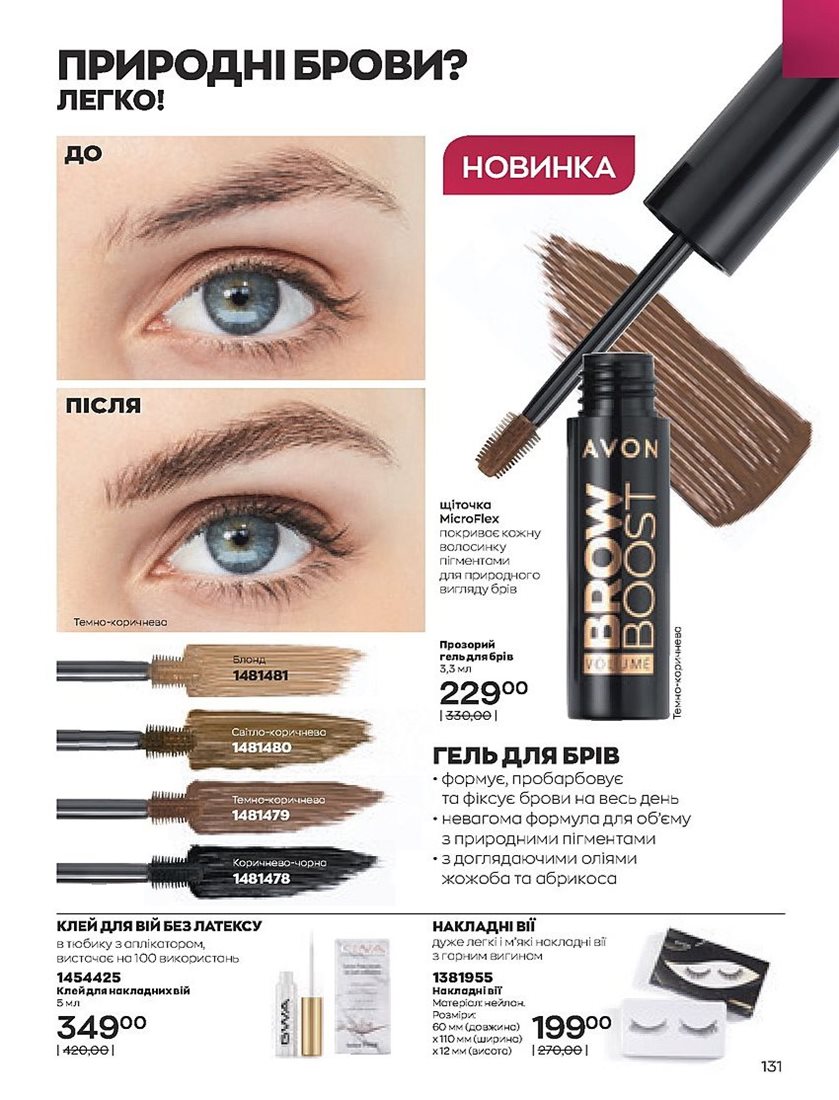 ПРИРОДНІ БРОВИ?
ЛЕГКО!
ДО
НОВИНКА
ПІСЛЯ
Темно-коричнева
AVON
BROW
BOOST
VOLUME
щіточка
MicroFlex
покриває кожну
волосинку
пігментами
для природного
вигляду брів
Темно-коричнева
Прозорий
гель для брів
3,3 мл
229⁰⁰
| 330,00 |
Блонд
1481481
Світло-коричнева
1481480
Темно-коричнева
1481479
Коричнево-чорна
1481478
ГЕЛЬ ДЛЯ БРІВ
• формує, пробарбовує
та фіксує брови на весь день
• невагома формула для об’єму
з природними пігментами
• з доглядаючими оліями
жожоба та абрикоса
КЛЕЙ ДЛЯ ВІЙ БЕЗ ЛАТЕКСУ
в тюбику з аплікатором,
вистачає на 100 використань
1454425
Клей для накладних вій
5 мл
349⁰⁰
| 420,00 |
НАКЛАДНІ ВІЇ
дуже легкі і м’які накладні вії
з гарним вигином
1381955
Накладні вії
Матеріал: нейлон.
Розміри:
60 мм (довжина)
х 110 мм (ширина)
х 12 мм (висота)
199⁰⁰
| 270,00 |
131